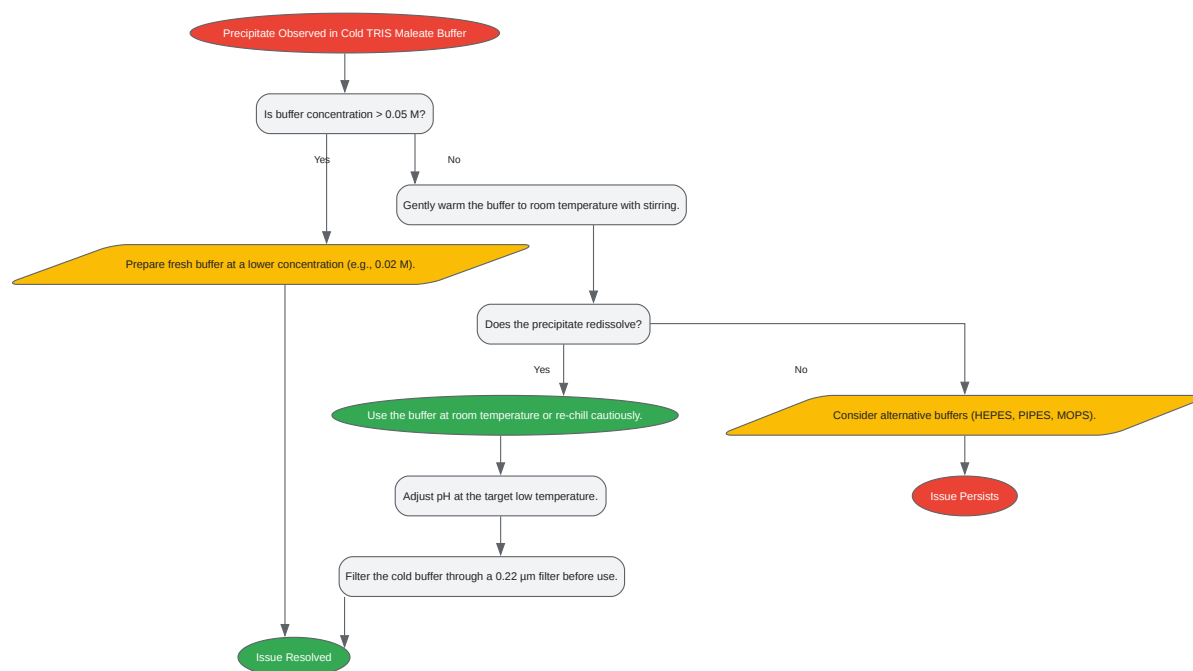 Precipitate Observed in Cold TRIS Maleate Buffer
Is buffer concentration > 0.05 M?
Yes
No
Gently warm the buffer to room temperature with stirring.
Prepare fresh buffer at a lower concentration (e.g., 0.02 M).
Does the precipitate redissolve?
Yes
No
Use the buffer at room temperature or re-chill cautiously.
Consider alternative buffers (HEPES, PIPES, MOPS).
Adjust pH at the target low temperature.
Issue Persists
Filter the cold buffer through a 0.22 µm filter before use.
Issue Resolved